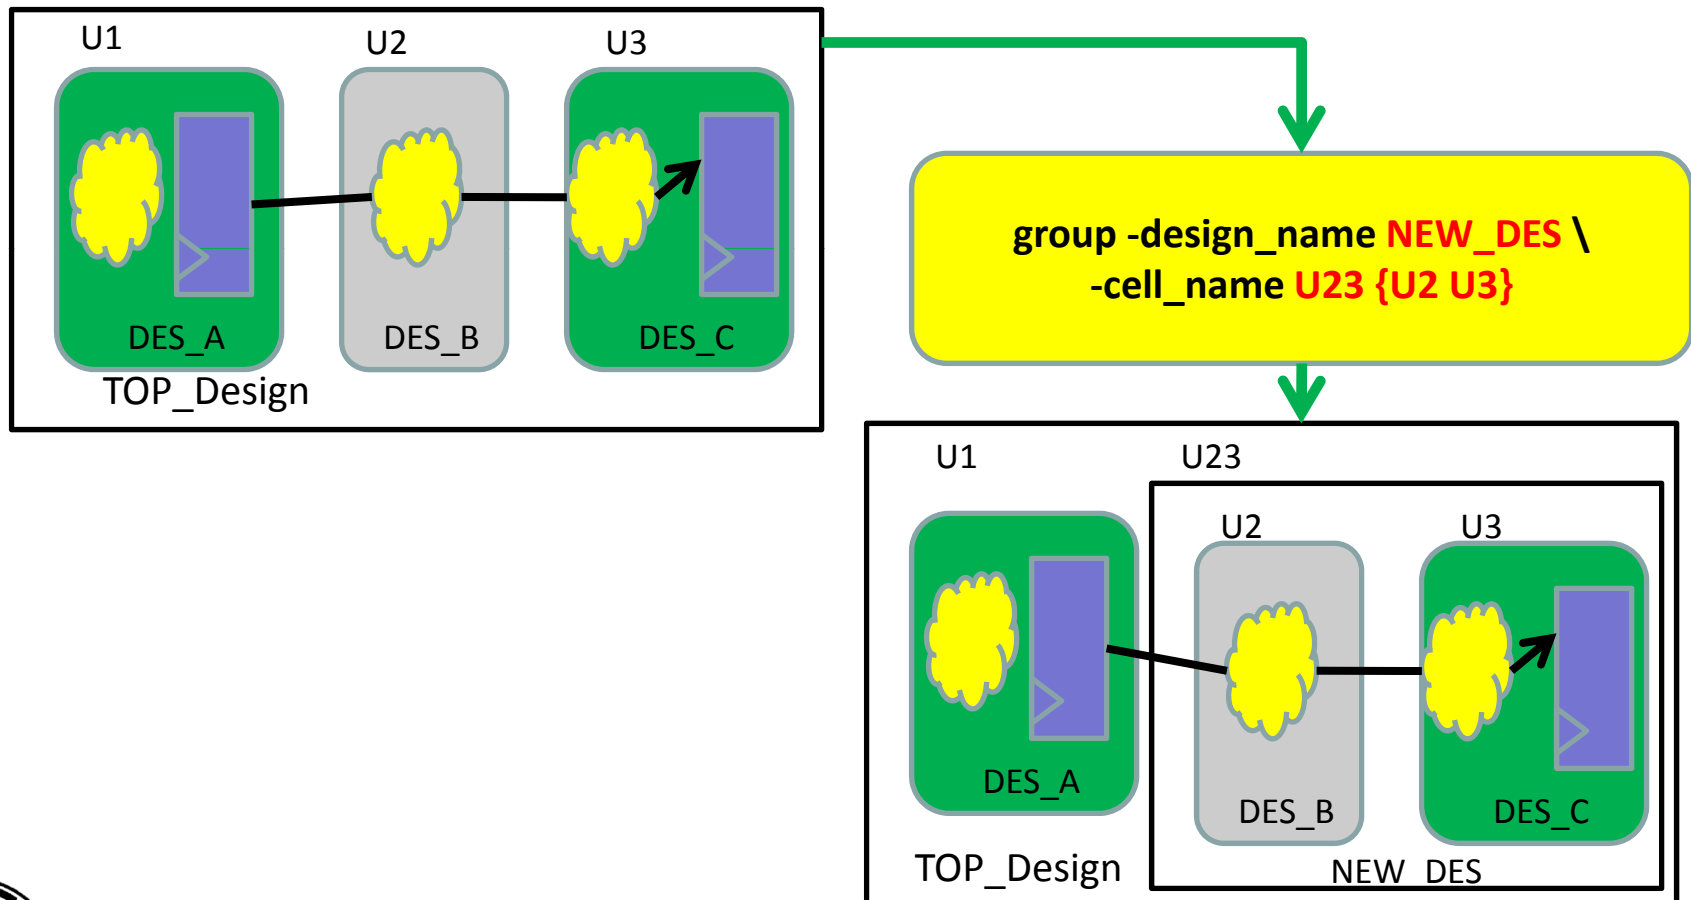 U1 U2 U3
DES_A DES_B DES_C
TOP_Design
group -design_name NEW_DES \
-cell_name U23 {U2 U3}
U1 U23
U2 U3
DES_A
DES_B DES_C
TOP_Design
NEW_DES